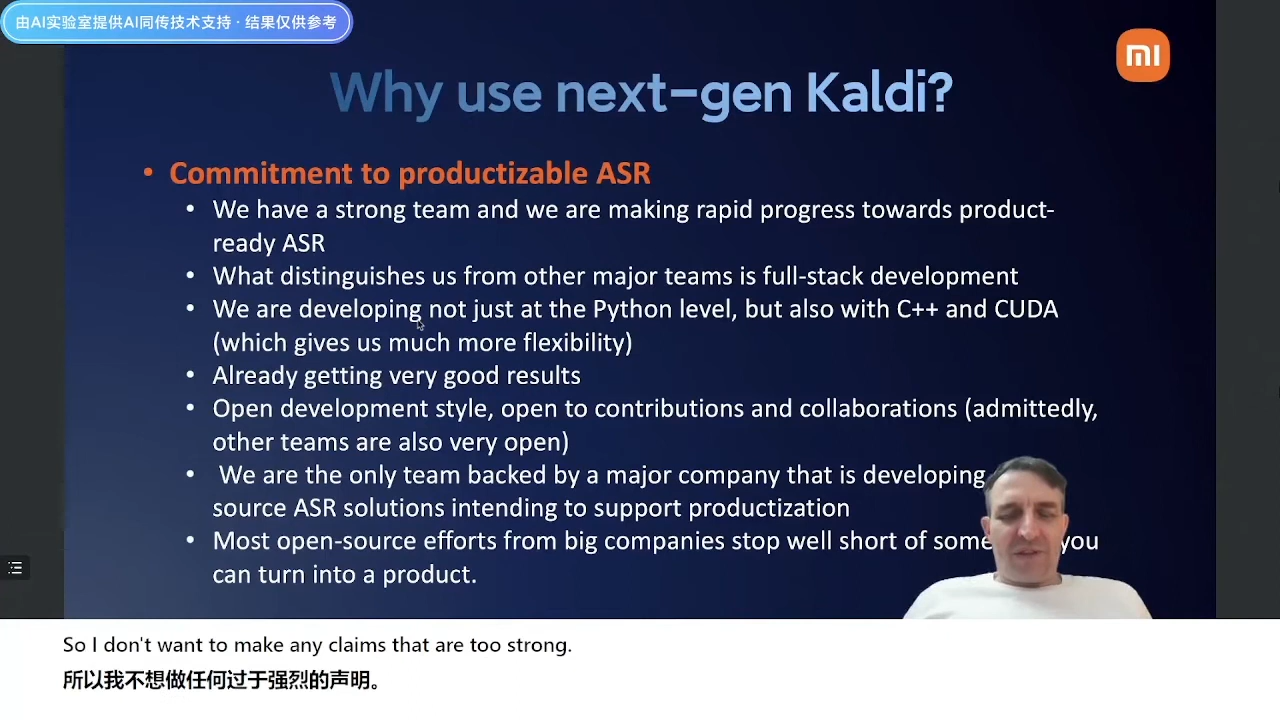 由AI实验室提供AI同传技术支持 · 结果仅供参考
mi
Why use next-gen Kaldi?
• Commitment to productizable ASR
• We have a strong team and we are making rapid progress towards product-
ready ASR
• What distinguishes us from other major teams is full-stack development
• We are developing not just at the Python level, but also with C++ and CUDA
(which gives us much more flexibility)
• Already getting very good results
• Open development style, open to contributions and collaborations (admittedly,
other teams are also very open)
• We are the only team backed by a major company that is developing
source ASR solutions intending to support productization
• Most open-source efforts from big companies stop well short of some you
can turn into a product.
So I don't want to make any claims that are too strong.
所以我不想做任何过于强烈的声明。